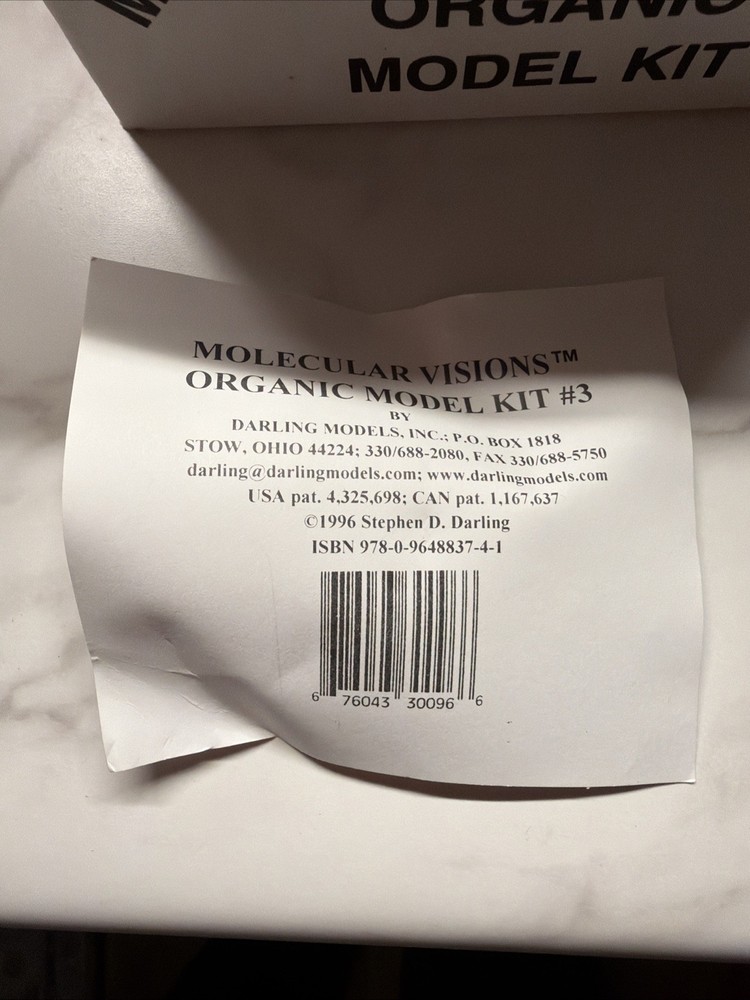 ORGANIC
MODEL KIT
MOLECULAR VISIONS™
ORGANIC MODEL KIT #3
BY
DARLING MODELS, INC.; P.O. BOX 1818
STOW, OHIO 44224; 330/688-2080, FAX 330/688-5750
darling@darlingmodels.com; www.darlingmodels.com
USA pat. 4,325,698; CAN pat. 1,167,637
©1996 Stephen D. Darling
ISBN 978-0-9648837-4-1
6 76043 30096 6